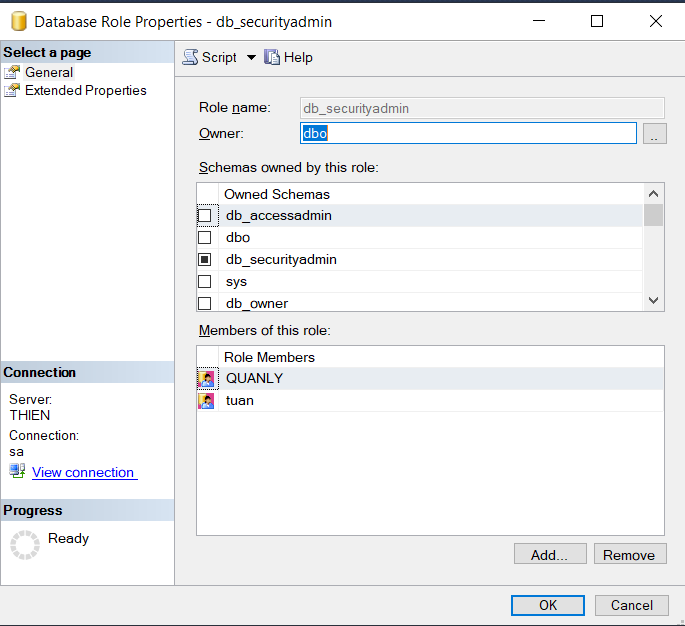 Database Role Properties - db_securityadmin
Select a page
General
Extended Properties
Script
Help
Role name:
db_securityadmin
Owner:
dbo
..
Schemas owned by this role:
Owned Schemas
db_accessadmin
dbo
db_securityadmin
sys
db_owner
Members of this role:
Role Members
QUANLY
tuan
Connection
Server:
THIEN
Connection:
sa
View connection
Progress
Ready
Add...
Remove
OK
Cancel